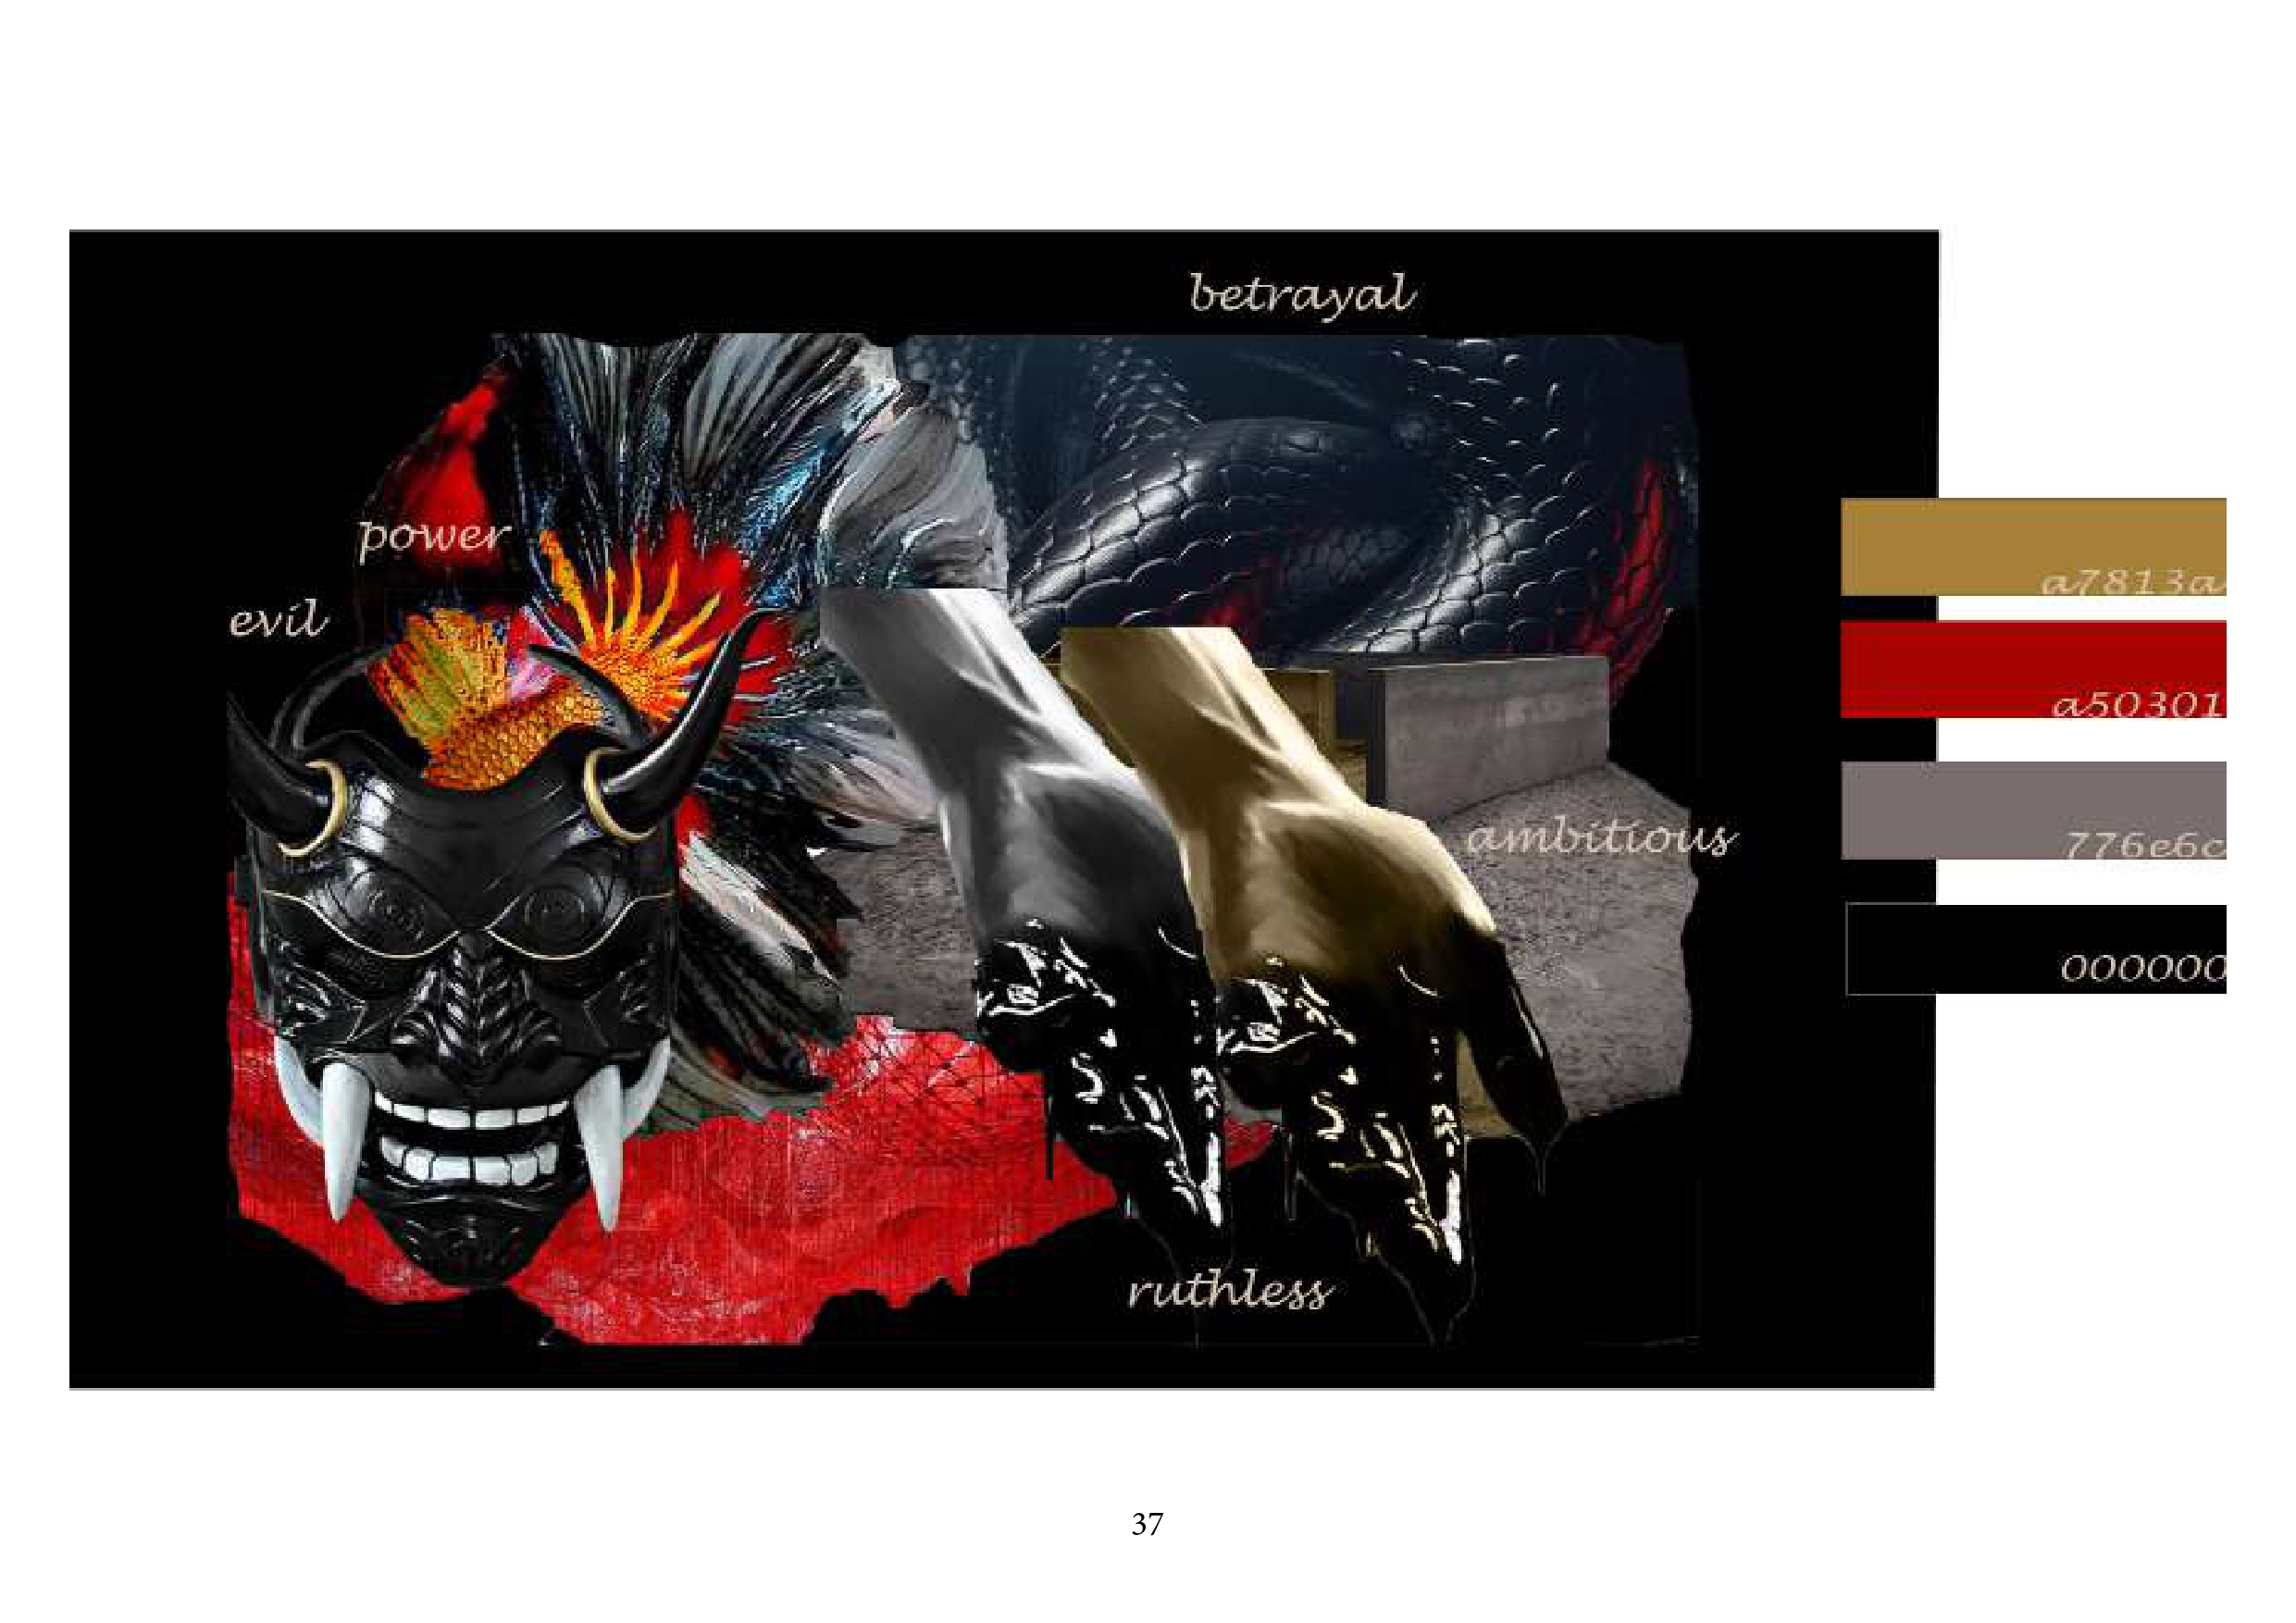 betrayal
power
evil
ambitious
ruthless
a7813a
a50301
776e6c
000000
37